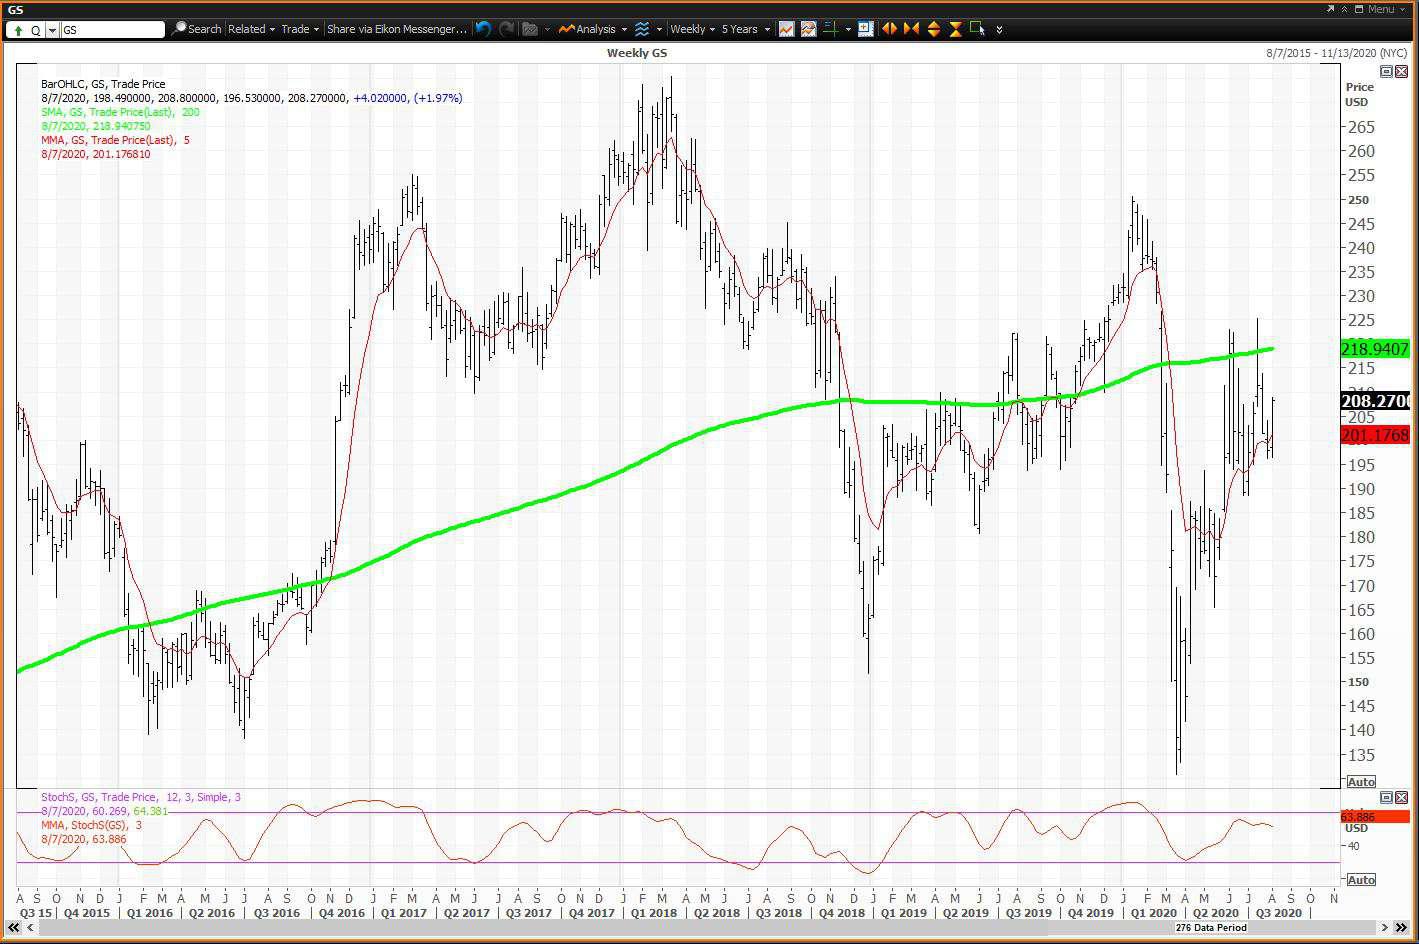 GS
Menu
Q GS Search Related Trade Share via Eikon Messenger... Analysis Weekly 5 Years
Weekly GS
8/7/2015 - 11/13/2020 (NYC)
BarOHLC, GS, Trade Price
8/7/2020, 198.490000, 208.800000, 196.530000, 208.270000, +4.020000, (+1.97%)
SMA, GS, Trade Price(Last), 200
8/7/2020, 218.940750
MMA, GS, Trade Price(Last), 5
8/7/2020, 201.176810
Price
USD
265
260
255
250
245
240
235
230
225
218.9407
215
208.2700
205
201.1768
195
190
185
180
175
170
165
160
155
150
145
140
135
Auto
StochS, GS, Trade Price, 12, 3, Simple, 3
8/7/2020, 60.269, 64.381
MMA, StochS(GS), 3
8/7/2020, 63.886
63.886
USD
40
Auto
A S O N D J F M A M J J A S O N D J F M A M J J A S O N D J F M A M J J A S O N D J F M A M J J A S O N D J F M A M J J A S O N
Q3 15 Q4 2015 Q1 2016 Q2 2016 Q3 2016 Q4 2016 Q1 2017 Q2 2017 Q3 2017 Q4 2017 Q1 2018 Q2 2018 Q3 2018 Q4 2018 Q1 2019 Q2 2019 Q3 2019 Q4 2019 Q1 2020 Q2 2020 Q3 2020
276 Data Period